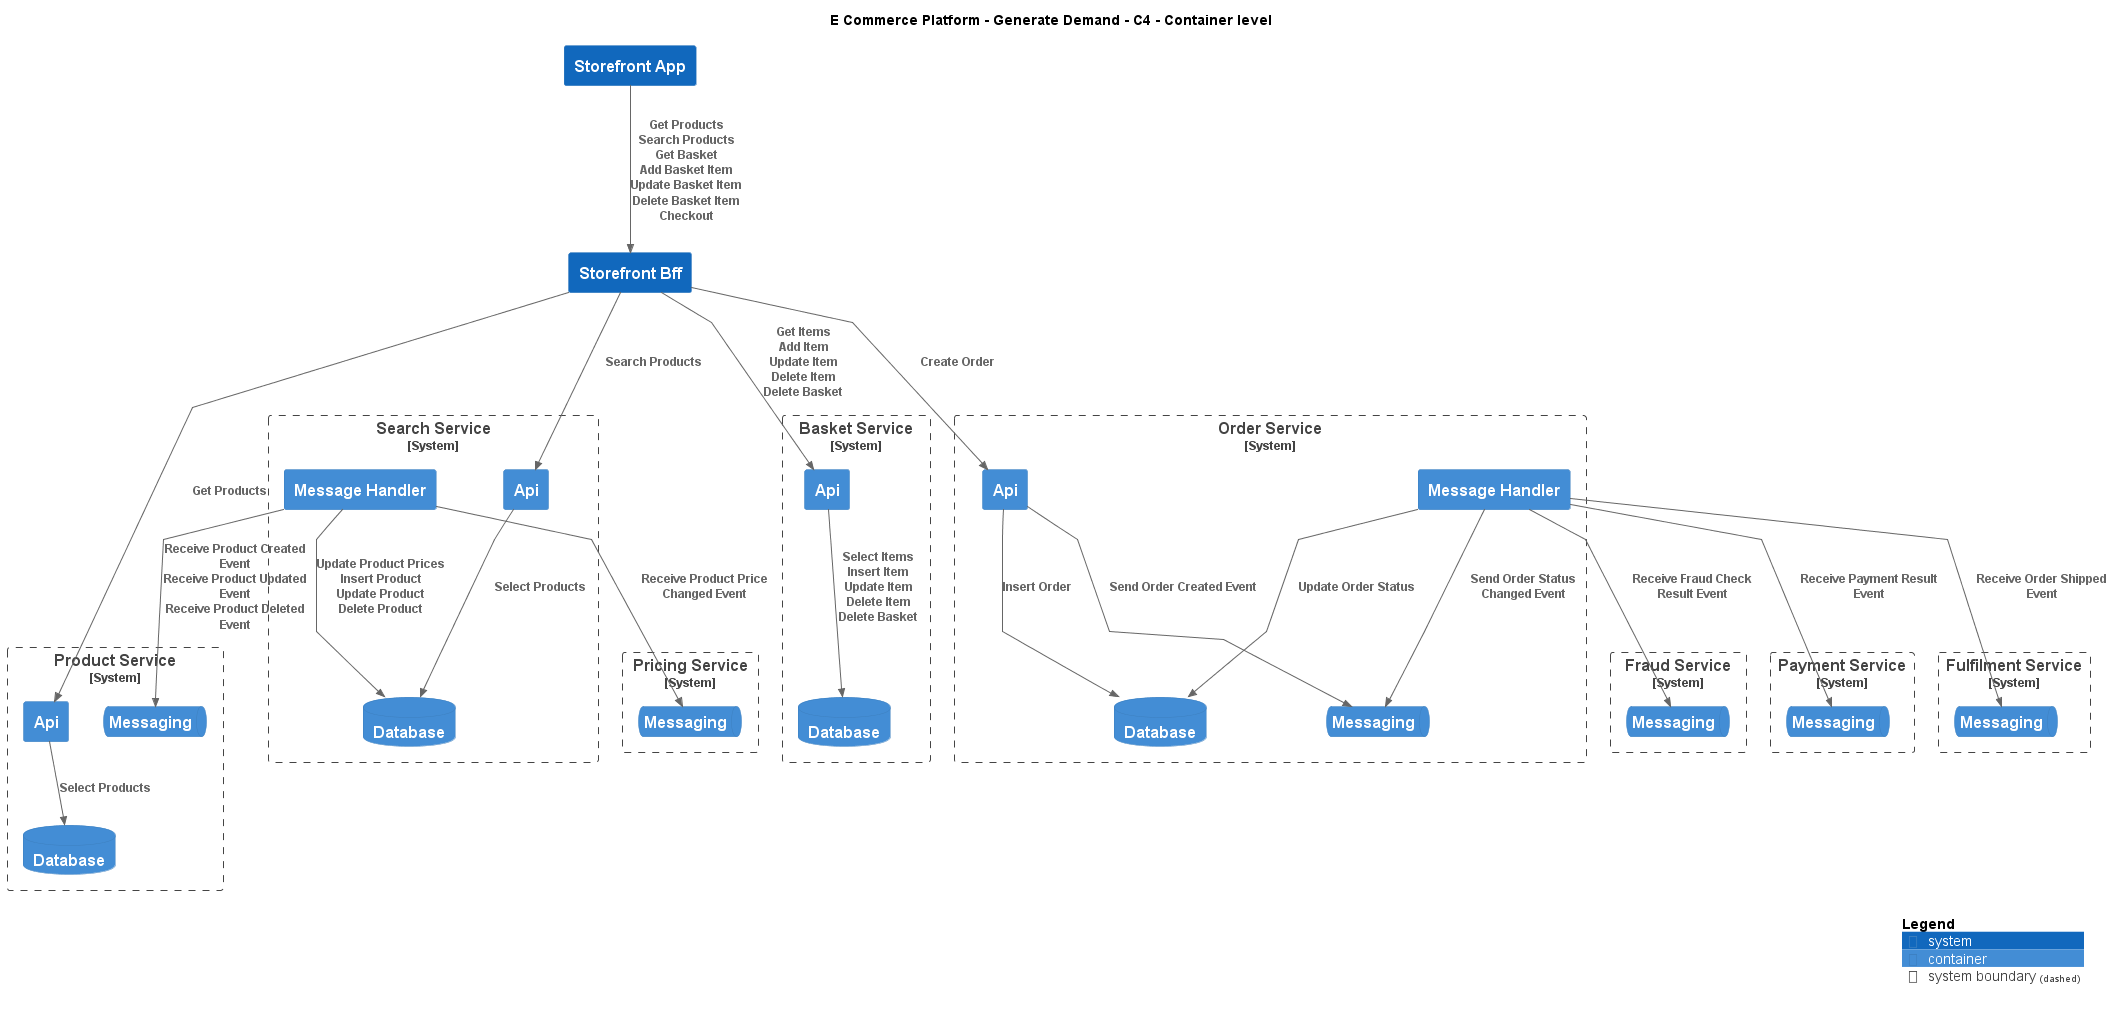 E Commerce Platform - Generate Demand - C4 - Container level
Storefront App
Get Products
Search Products
Get Basket
Add Basket Item
Update Basket Item
Delete Basket Item
Checkout
Storefront Bff
Search Products
Get Items
Add Item
Update Item
Delete Item
Delete Basket
Create Order
Get Products
Search Service
[System]
Message Handler
Api
Basket Service
[System]
Api
Order Service
[System]
Api
Message Handler
Receive Product Created
Event
Receive Product Updated
Event
Receive Product Deleted
Event
Update Product Prices
Insert Product
Update Product
Delete Product
Select Products
Receive Product Price
Changed Event
Select Items
Insert Item
Update Item
Delete Item
Delete Basket
Insert Order
Send Order Created Event
Update Order Status
Send Order Status
Changed Event
Receive Fraud Check
Result Event
Receive Payment Result
Event
Receive Order Shipped
Event
Product Service
[System]
Api
Messaging
Database
Pricing Service
[System]
Messaging
Database
Database
Messaging
Fraud Service
[System]
Messaging
Payment Service
[System]
Messaging
Fulfilment Service
[System]
Messaging
Select Products
Database
Legend
system
container
system boundary (dashed)